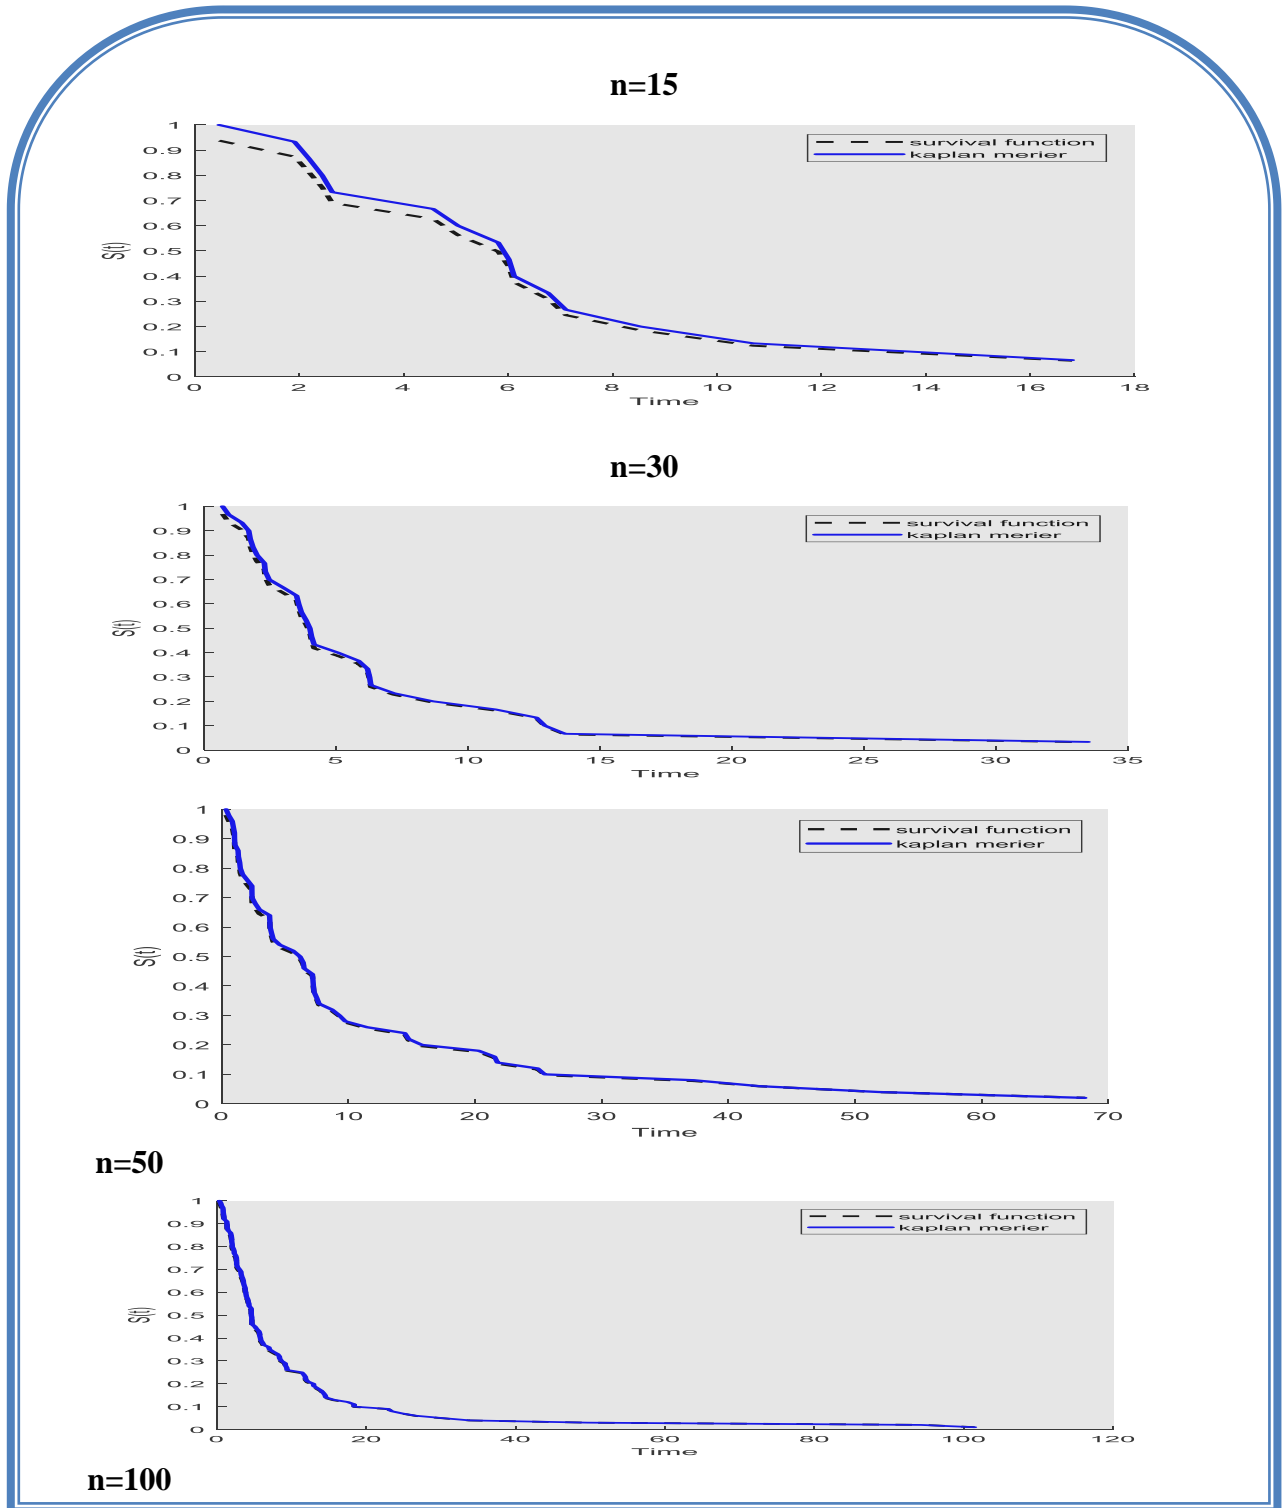 n=15
1
0.9
0.8
0.7
0.6
0.5
0.4
0.3
0.2
0.1
0
S(t)
survival function
kaplan merier
0 2 4 6 8 10 12 14 16 18
Time
n=30
1
0.9
0.8
0.7
0.6
0.5
0.4
0.3
0.2
0.1
0
S(t)
survival function
kaplan merier
0 5 10 15 20 25 30 35
Time
1
0.9
0.8
0.7
0.6
0.5
0.4
0.3
0.2
0.1
0
S(t)
survival function
kaplan merier
0 10 20 30 40 50 60 70
Time
n=50
1
0.9
0.8
0.7
0.6
0.5
0.4
0.3
0.2
0.1
0
S(t)
survival function
kaplan merier
0 20 40 60 80 100 120
Time
n=100